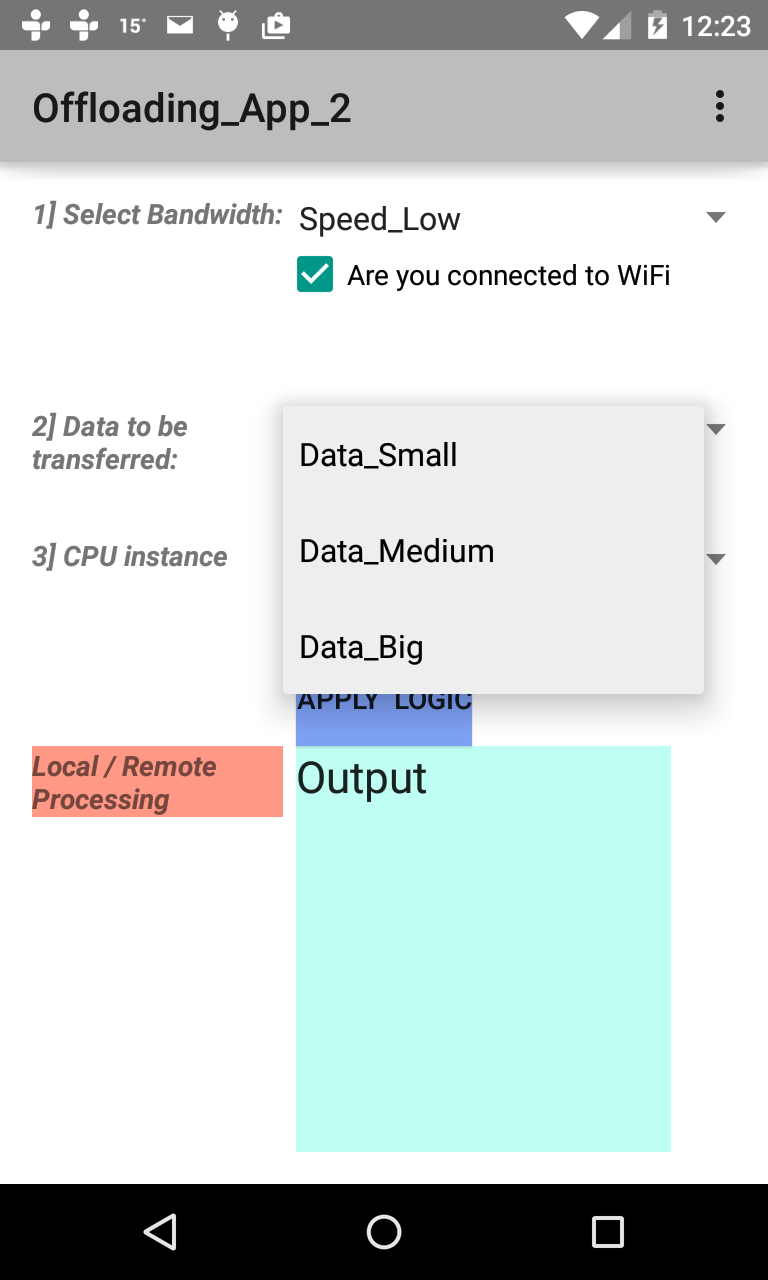 15°
12:23
Offloading_App_2
1] Select Bandwidth:
Speed_Low
Are you connected to WiFi
2] Data to be
transferred:
Data_Small
Data_Medium
3] CPU instance
Data_Big
APPLY LOGIC
Local / Remote
Processing
Output